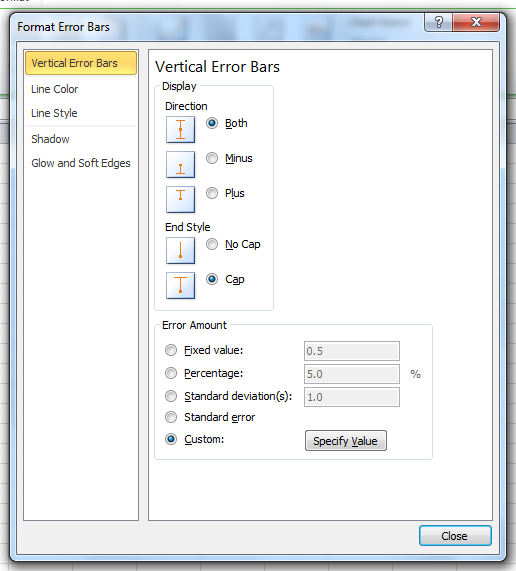 Format Error Bars
?
Vertical Error Bars
Line Color
Line Style
Shadow
Glow and Soft Edges
Vertical Error Bars
Display
Direction
Both
Minus
Plus
End Style
No Cap
Cap
Error Amount
Fixed value: 0.5
Percentage: 5.0 %
Standard deviation(s): 1.0
Standard error
Custom: Specify Value
Close